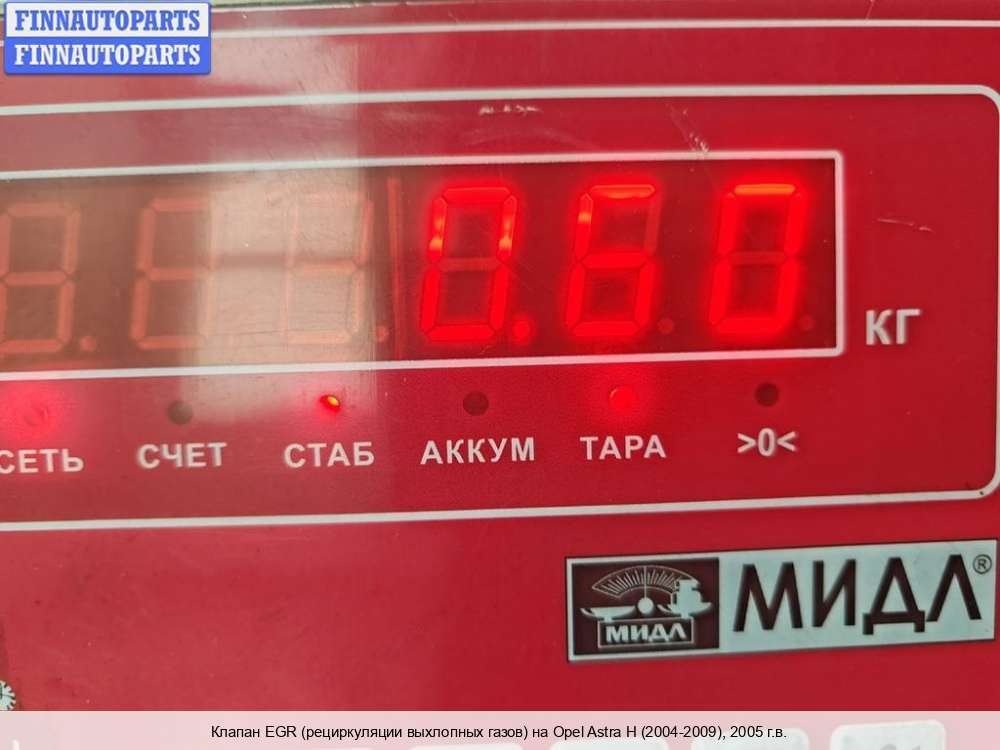 FINNAUTOPARTS
FINNAUTOPARTS
0.60
КГ
СЕТЬ СЧЕТ СТАБ АККУМ ТАРА >0<
МИДЛ МИДЛ®
Клапан EGR (рециркуляции выхлопных газов) на Opel Astra H (2004-2009), 2005 г.в.